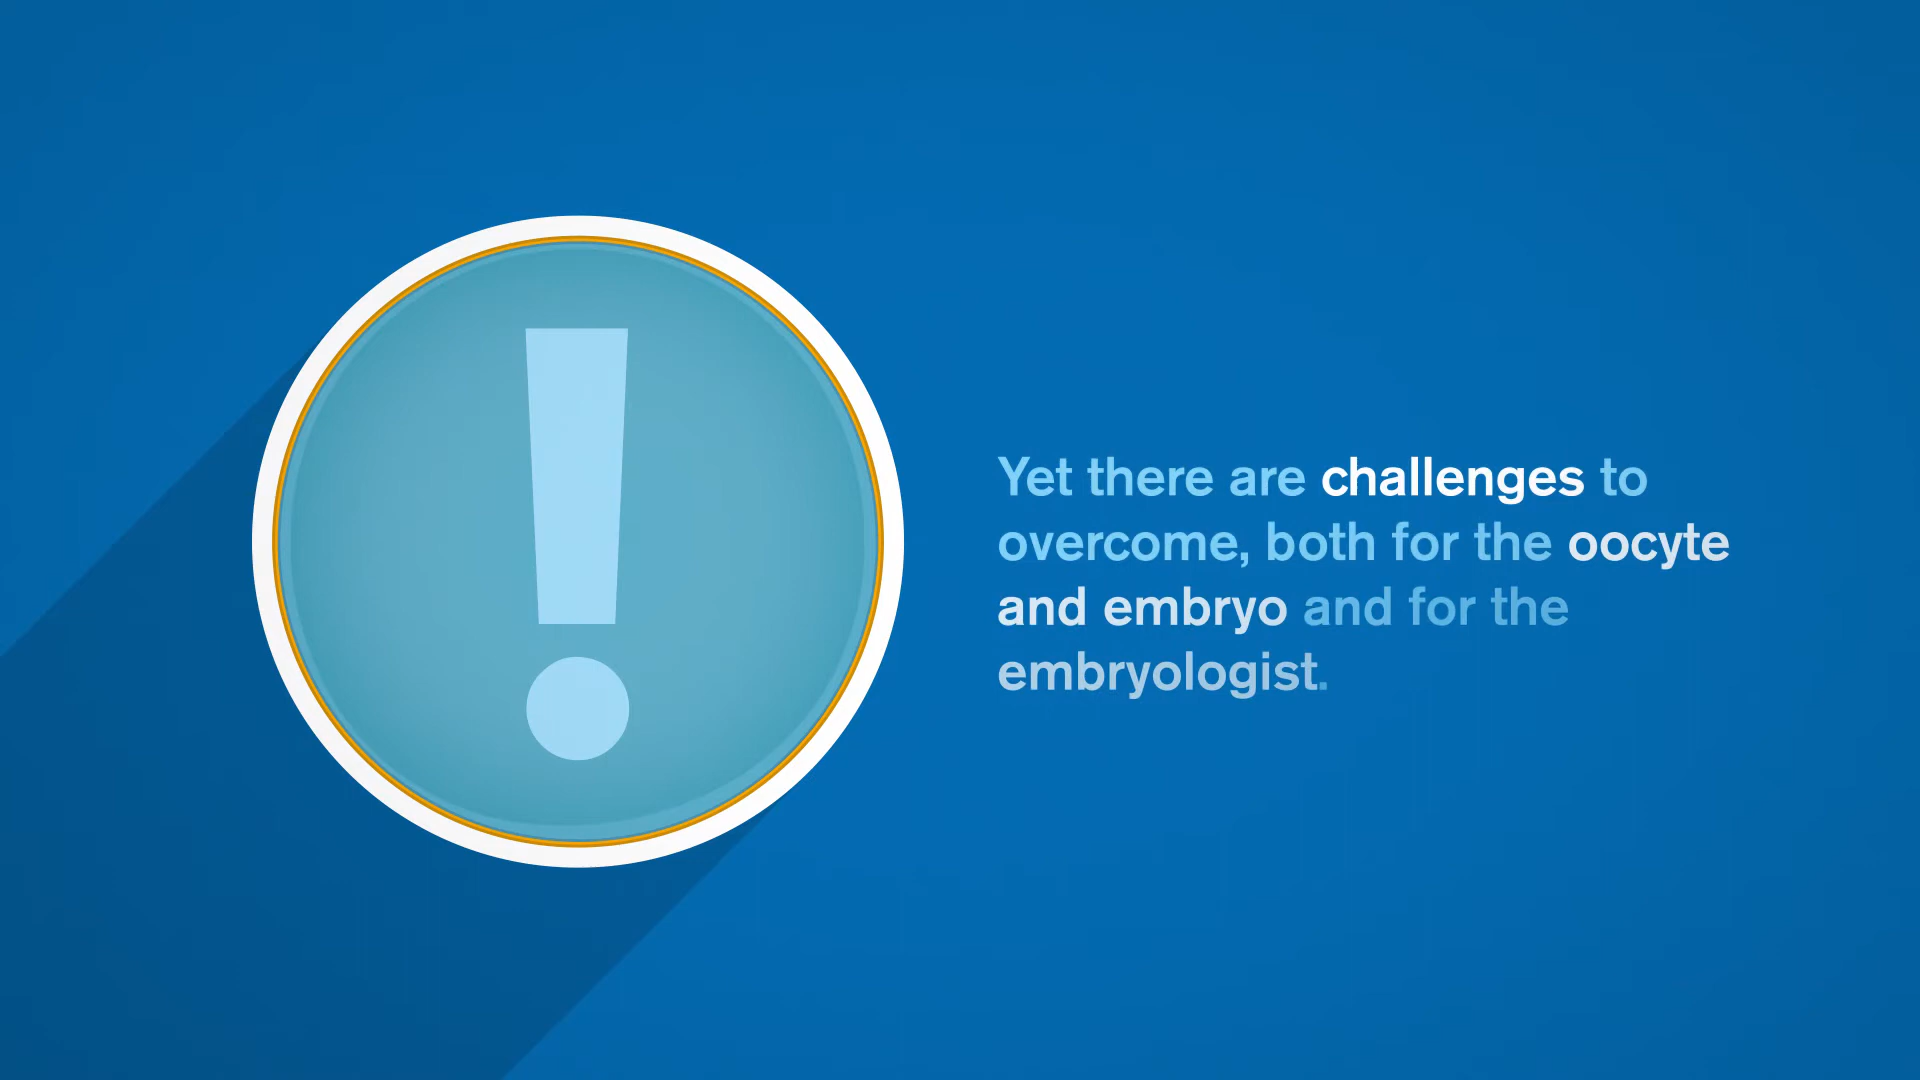 !
Yet there are challenges to
overcome, both for the oocyte
and embryo and for the
embryologist.